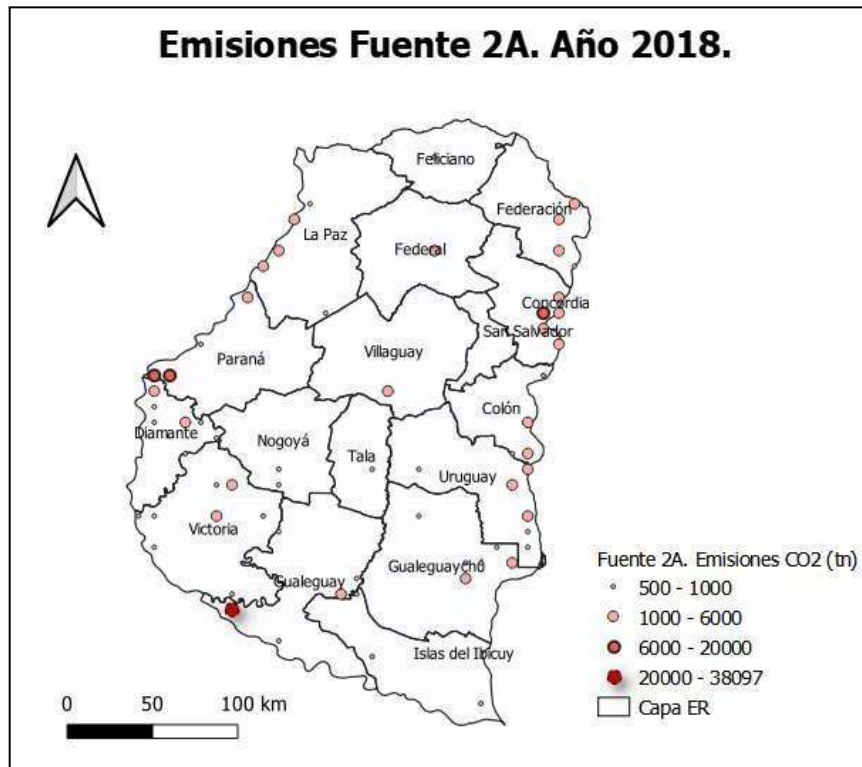 Emisiones Fuente 2A. Año 2018.
Feliciano
Federación
La Paz
Federal
Concordia
San Salvador
Paraná
Villaguay
Colón
Diamante
Nogoyá
Tala
Uruguay
Victoria
Gualeguay
Gualeguaychú
Islas del Ibicuy
Fuente 2A. Emisiones CO2 (tn)
500 - 1000
1000 - 6000
6000 - 20000
20000 - 38097
Capa ER
0 50 100 km